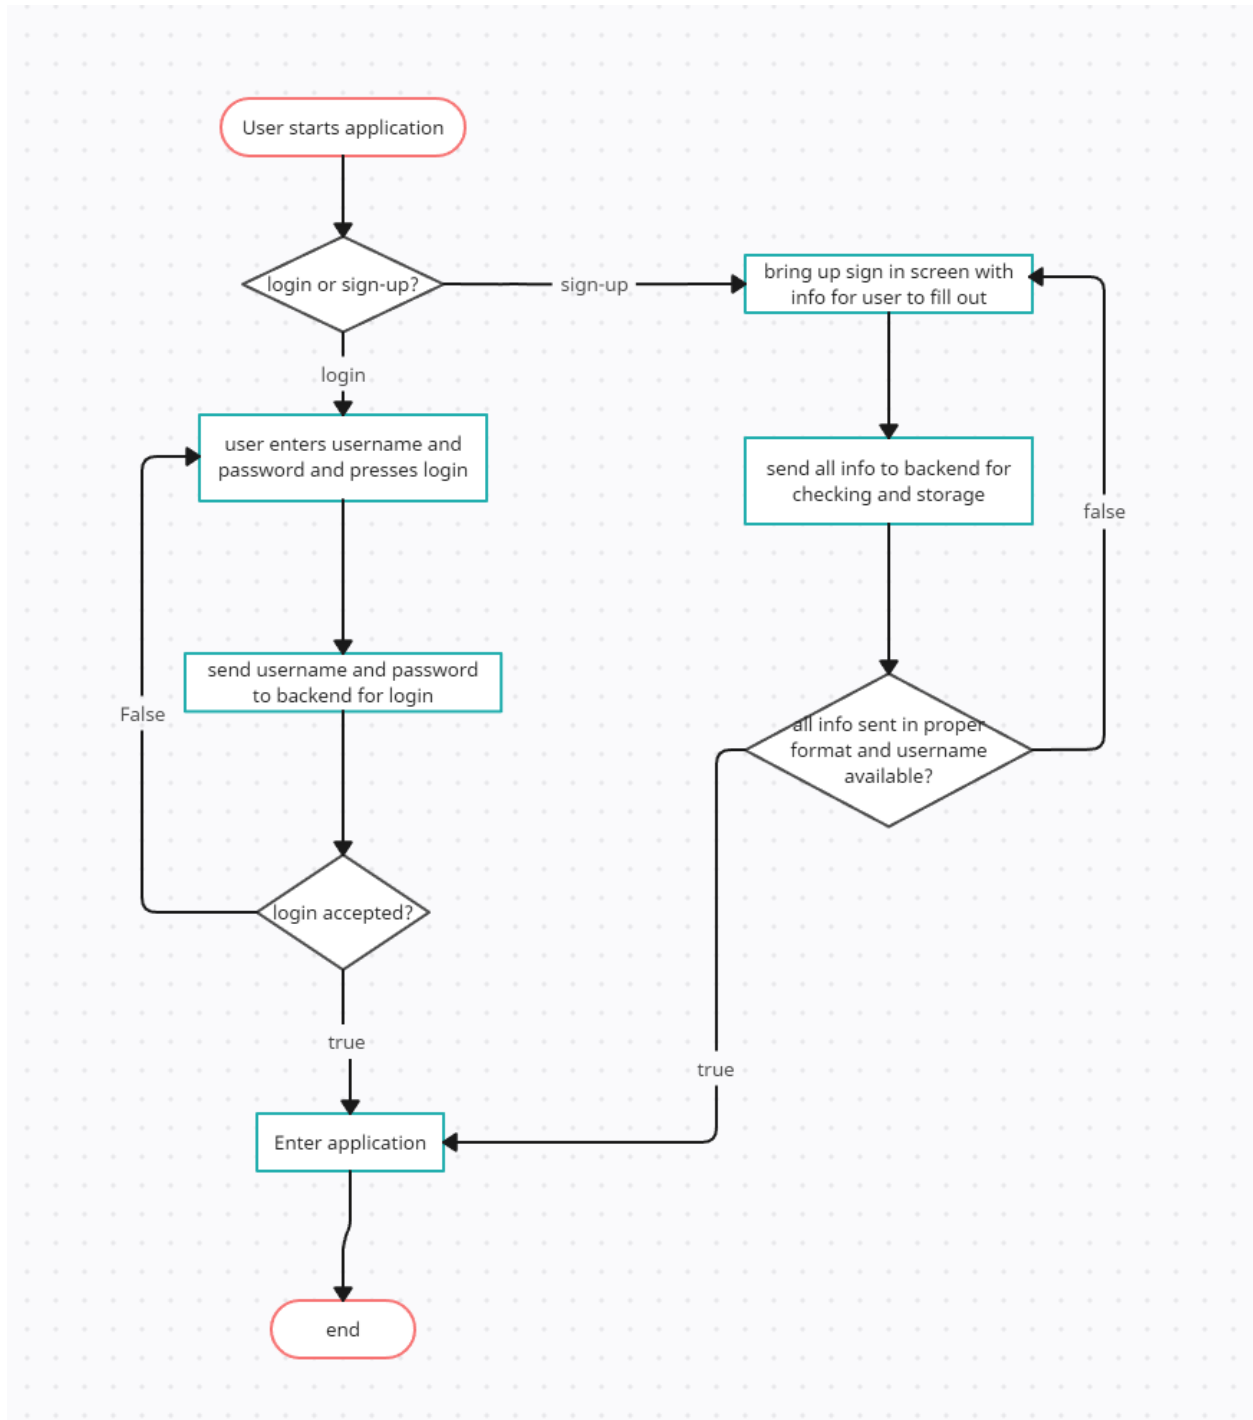 User starts application
login or sign-up?
sign-up
bring up sign in screen with
info for user to fill out
login
user enters username and
password and presses login
send all info to backend for
checking and storage
false
send username and password
to backend for login
False
all info sent in proper
format and username
available?
login accepted?
true
true
Enter application
end